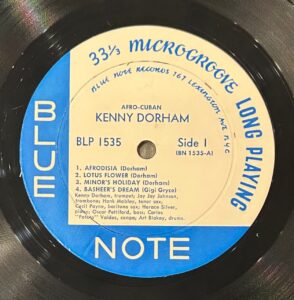 33 1/3 MICROGROOVE LONG PLAYING
BLUE NOTE RECORDS 767 LEXINGTON AVE NYC
AFRO-CUBAN
KENNY DORHAM
BLP 1535
Side 1
(BN 1535-A)
1. AFRODISIA (Dorham)
2. LOTUS FLOWER (Dorham)
3. MINOR'S HOLIDAY (Dorham)
4. BASHEER'S DREAM (Gigi Gryce)
Kenny Dorham, trumpet; Jay Jay Johnson,
trombone; Hank Mobley, tenor sax;
Cecil Payne, baritone sax; Horace Silver,
piano; Oscar Pettiford, bass; Carlos
"Patato" Valdes, conga; Art Blakey, drums.
BLUE
NOTE